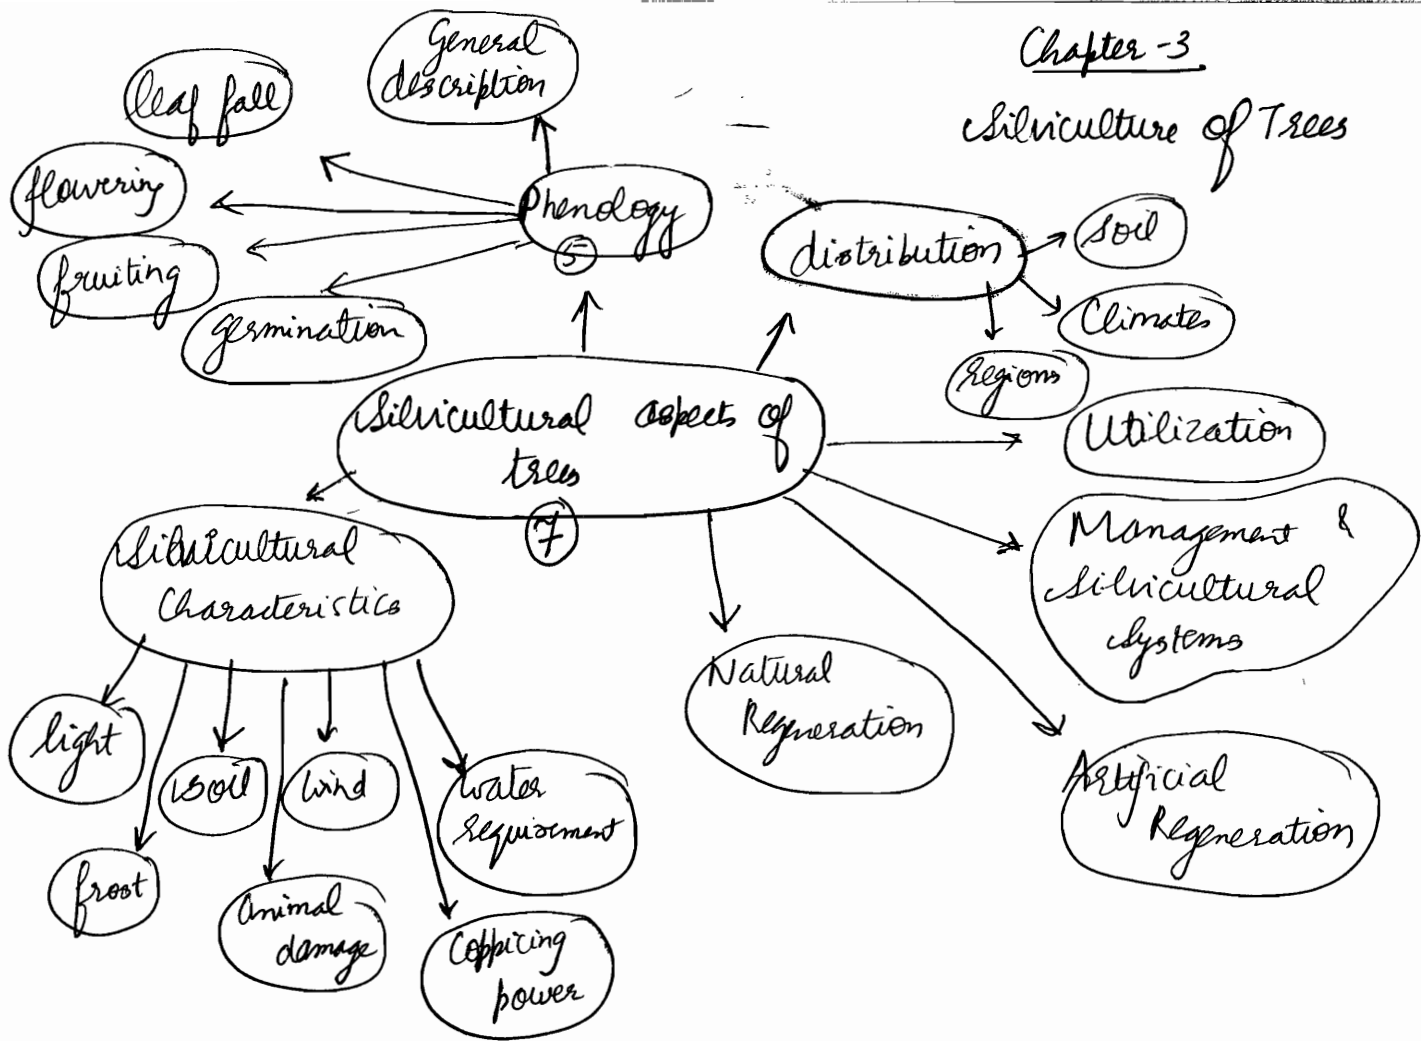 Chapter-3
Silviculture of Trees
General
description
leaf fall
flowering
fruiting
germination
Phenology
5
distribution
soil
Climates
regions
Silvicultural aspects of
trees
7
Utilization
Management &
Silvicultural
Systems
Silvicultural
Characteristics
Natural
Regeneration
Artificial
Regeneration
light
frost
soil
wind
Animal
damage
water
requirement
Coppicing
power